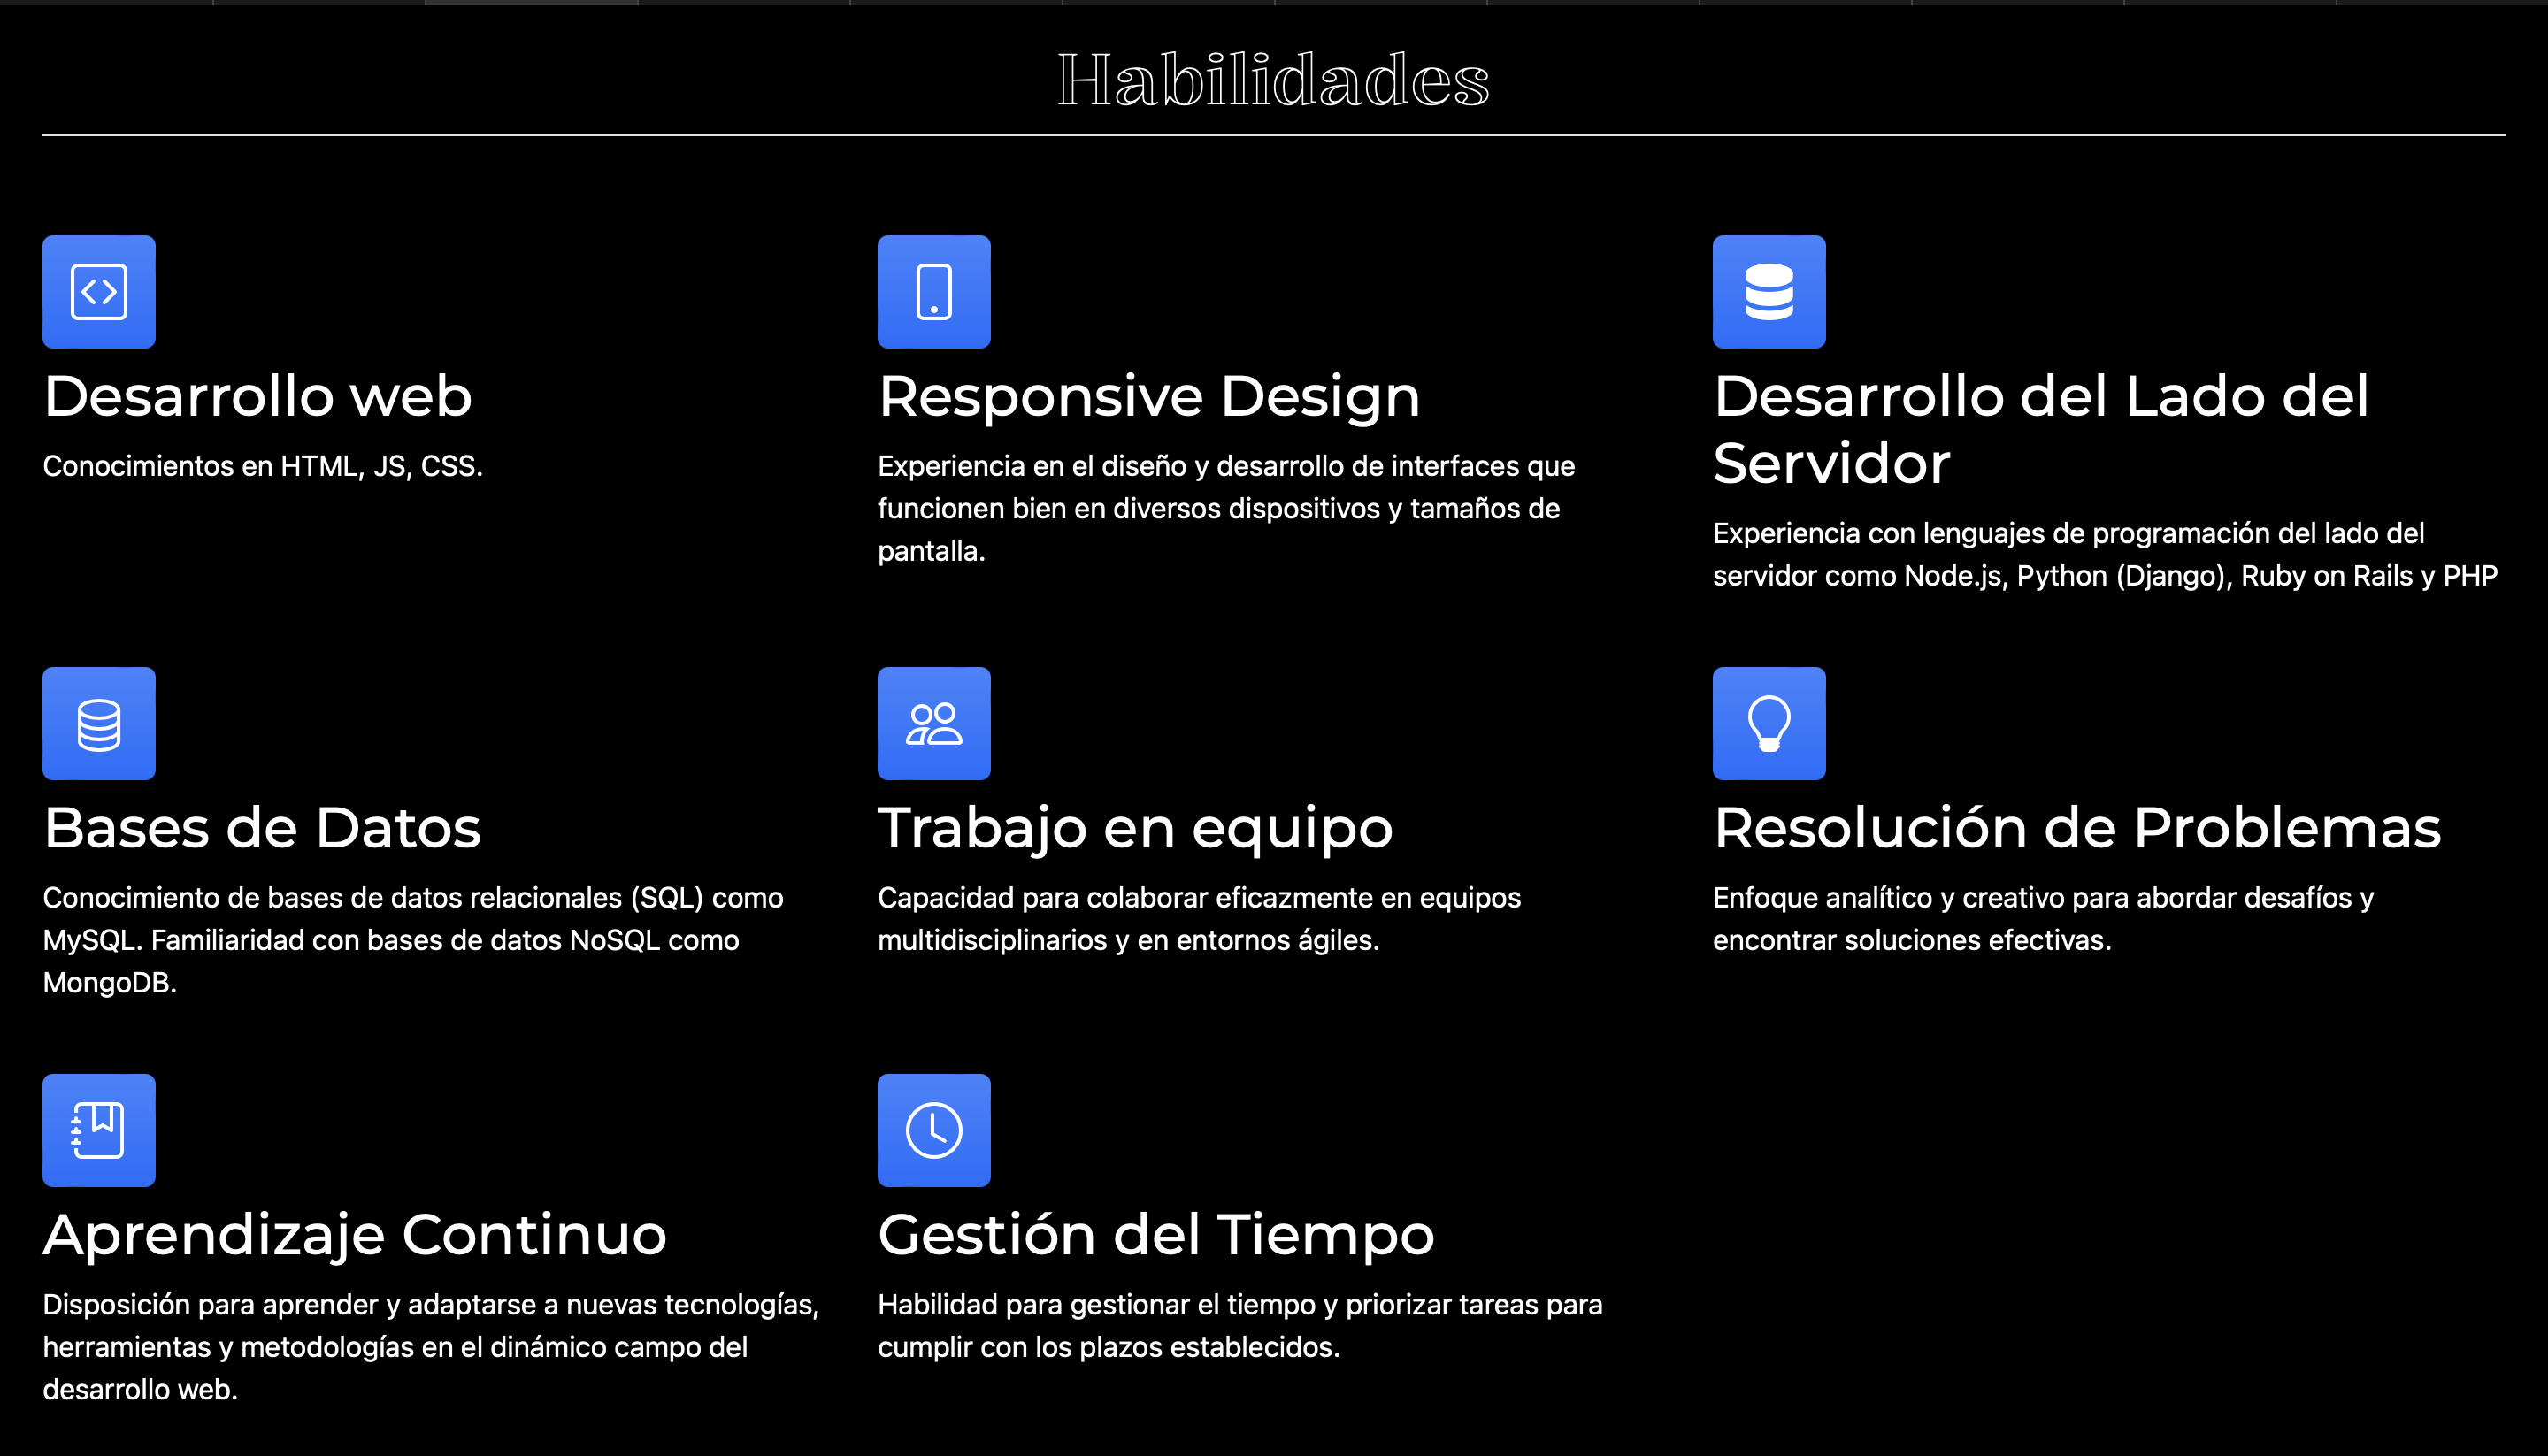 Habilidades
Desarrollo web
Conocimientos en HTML, JS, CSS.
Responsive Design
Experiencia en el diseño y desarrollo de interfaces que
funcionen bien en diversos dispositivos y tamaños de
pantalla.
Desarrollo del Lado del
Servidor
Experiencia con lenguajes de programación del lado del
servidor como Node.js, Python (Django), Ruby on Rails y PHP
Bases de Datos
Conocimiento de bases de datos relacionales (SQL) como
MySQL. Familiaridad con bases de datos NoSQL como
MongoDB.
Trabajo en equipo
Capacidad para colaborar eficazmente en equipos
multidisciplinarios y en entornos ágiles.
Resolución de Problemas
Enfoque analítico y creativo para abordar desafíos y
encontrar soluciones efectivas.
Aprendizaje Continuo
Disposición para aprender y adaptarse a nuevas tecnologías,
herramientas y metodologías en el dinámico campo del
desarrollo web.
Gestión del Tiempo
Habilidad para gestionar el tiempo y priorizar tareas para
cumplir con los plazos establecidos.